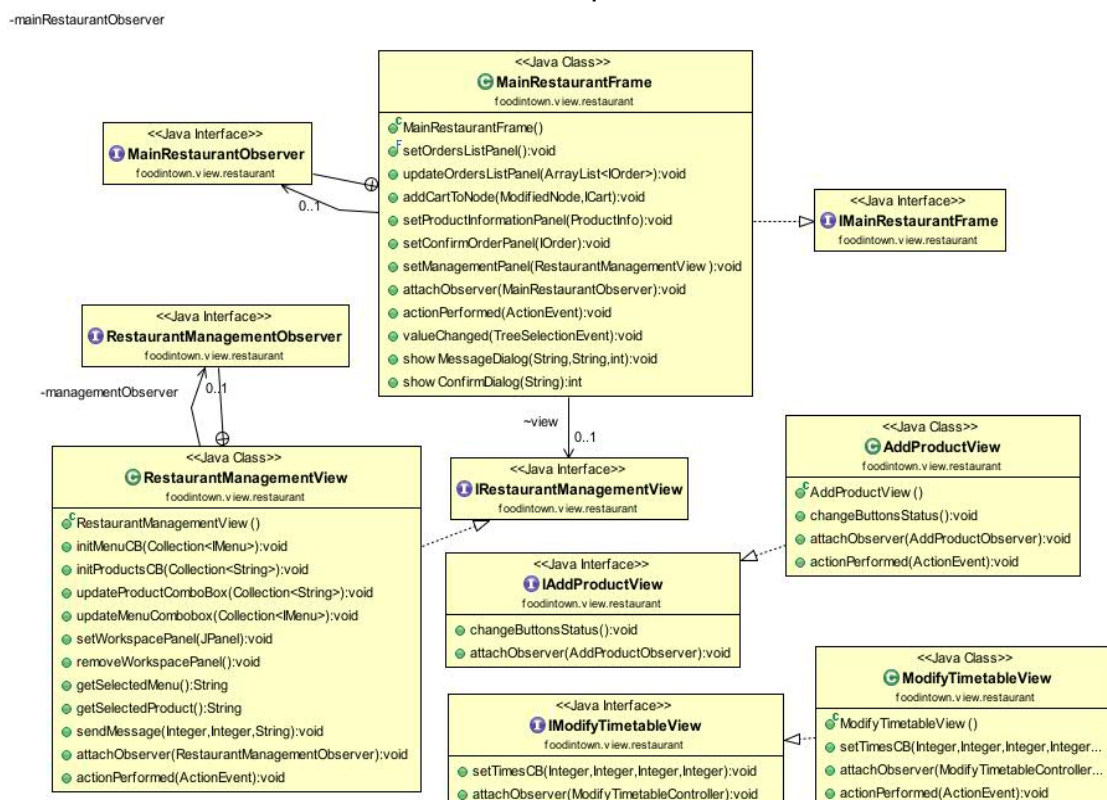 -mainRestaurantObserver
<<Java Class>>
MainRestaurantFrame
foodintown.view.restaurant
MainRestaurantFrame()
setOrdersListPanel():void
updateOrdersListPanel(ArrayList<IOrder>):void
addCartToNode(ModifiedNode,ICart):void
setProductInformationPanel(ProductInfo):void
setConfirmOrderPanel(IOrder):void
setManagementPanel(RestaurantManagementView):void
attachObserver(MainRestaurantObserver):void
actionPerformed(ActionEvent):void
valueChanged(TreeSelectionEvent):void
showMessageDialog(String,String,int):void
showConfirmDialog(String):int
<<Java Interface>>
MainRestaurantObserver
foodintown.view.restaurant
0..1
<<Java Interface>>
IMainRestaurantFrame
foodintown.view.restaurant
<<Java Interface>>
RestaurantManagementObserver
foodintown.view.restaurant
-managementObserver
0..1
~view
0..1
<<Java Class>>
RestaurantManagementView
foodintown.view.restaurant
RestaurantManagementView()
initMenuCB(Collection<IMenu>):void
initProductsCB(Collection<String>):void
updateProductComboBox(Collection<String>):void
updateMenuCombobox(Collection<IMenu>):void
setWorkspacePanel(JPanel):void
removeWorkspacePanel():void
getSelectedMenu():String
getSelectedProduct():String
sendMessage(Integer,Integer,String):void
attachObserver(RestaurantManagementObserver):void
actionPerformed(ActionEvent):void
<<Java Interface>>
IRestaurantManagementView
foodintown.view.restaurant
<<Java Class>>
AddProductView
foodintown.view.restaurant
AddProductView()
changeButtonsStatus():void
attachObserver(AddProductObserver):void
actionPerformed(ActionEvent):void
<<Java Interface>>
IAddProductView
foodintown.view.restaurant
changeButtonsStatus():void
attachObserver(AddProductObserver):void
<<Java Interface>>
IModifyTimetableView
foodintown.view.restaurant
setTimesCB(Integer,Integer,Integer,Integer):void
attachObserver(ModifyTimetableController):void
<<Java Class>>
ModifyTimetableView
foodintown.view.restaurant
ModifyTimetableView()
setTimesCB(Integer,Integer,Integer,Integer...
attachObserver(ModifyTimetableController...
actionPerformed(ActionEvent):void